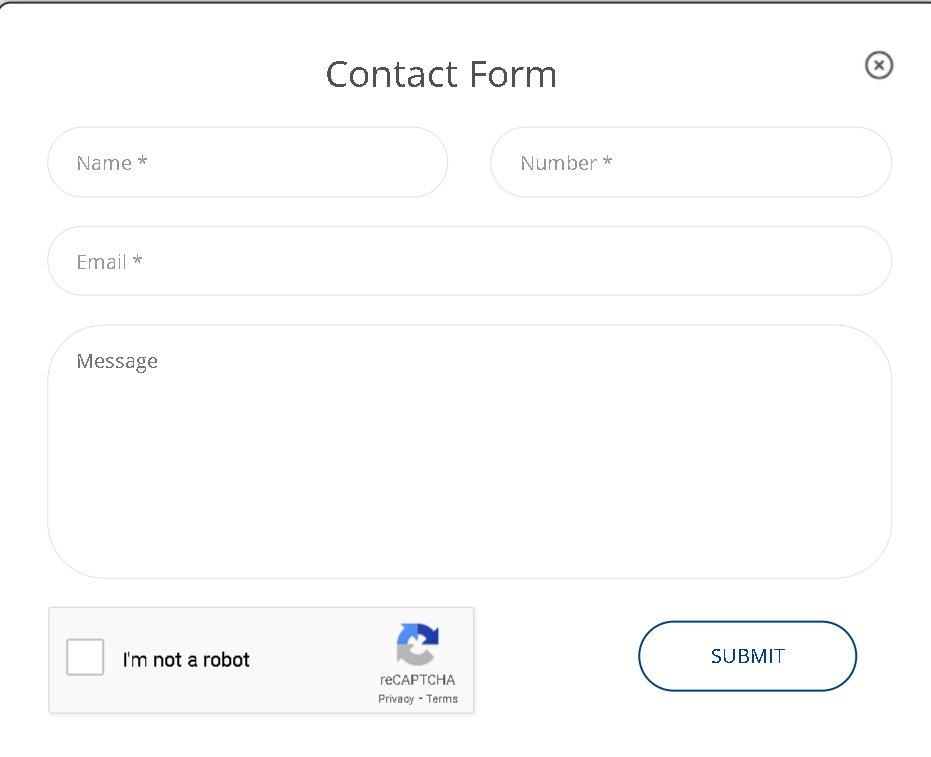 Contact Form
Name * Number *
Email *
Message
I'm not a robot
reCAPTCHA
Privacy - Terms
SUBMIT